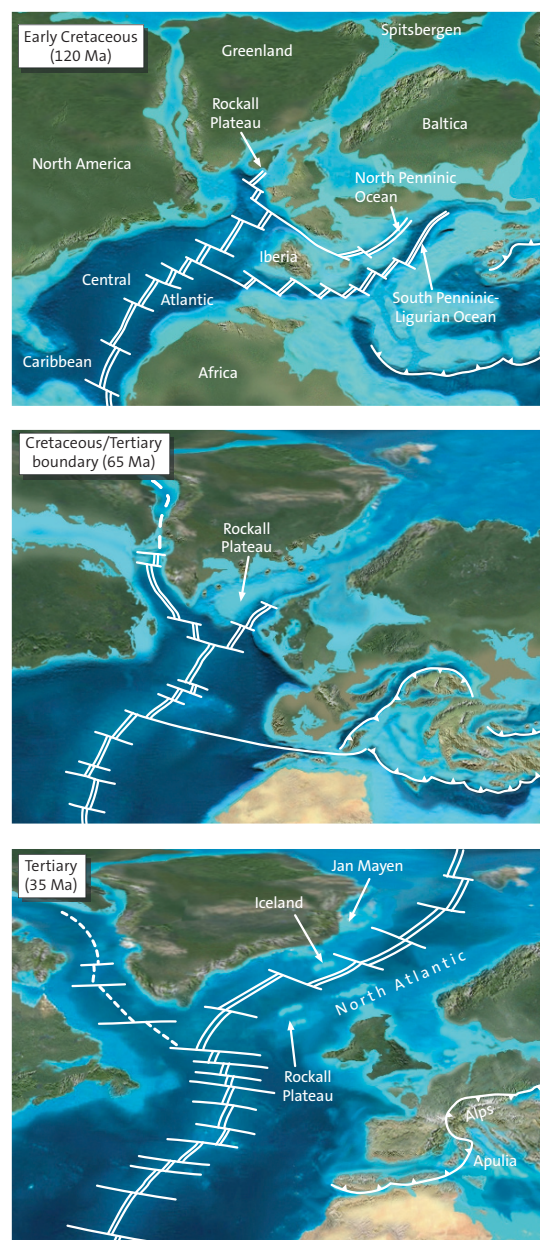 Early Cretaceous
(120 Ma)
Spitsbergen
Greenland
Rockall
Plateau
Baltica
North America
North Penninic
Ocean
Iberia
Central
Atlantic
South Penninic-
Ligurian Ocean
Caribbean
Africa
Cretaceous/Tertiary
boundary (65 Ma)
Rockall
Plateau
Tertiary
(35 Ma)
Jan Mayen
Iceland
North Atlantic
Rockall
Plateau
Alps
Apulia